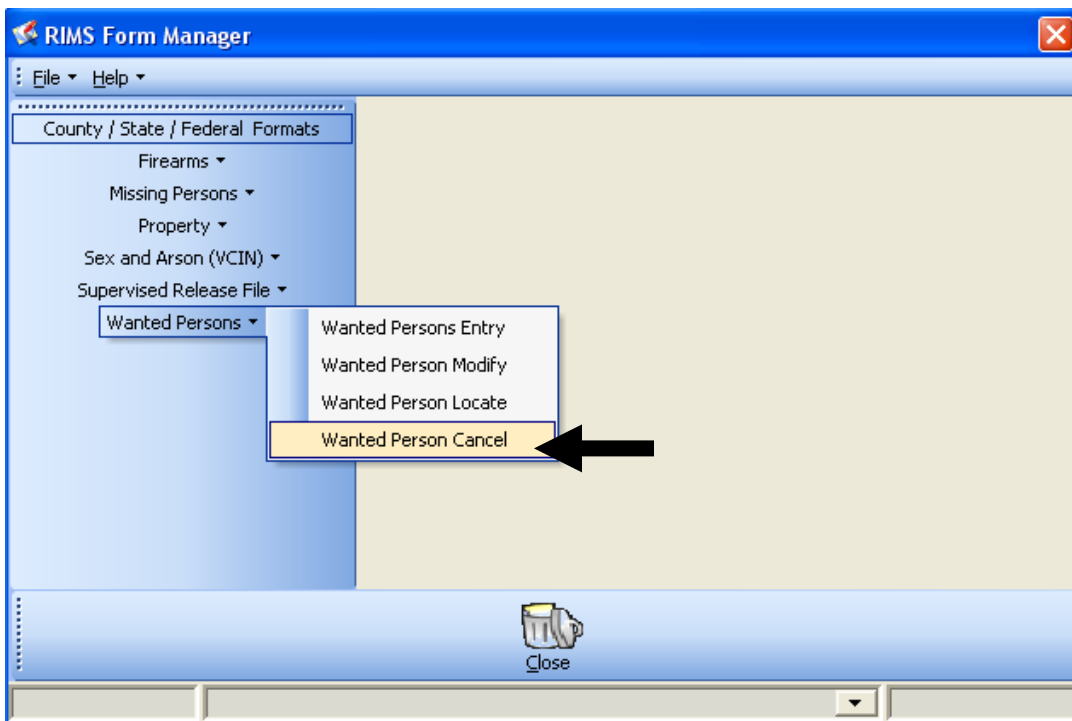 RIMS Form Manager
File Help
County / State / Federal Formats
Firearms
Missing Persons
Property
Sex and Arson (VCIN)
Supervised Release File
Wanted Persons
Wanted Persons Entry
Wanted Person Modify
Wanted Person Locate
Wanted Person Cancel
Close